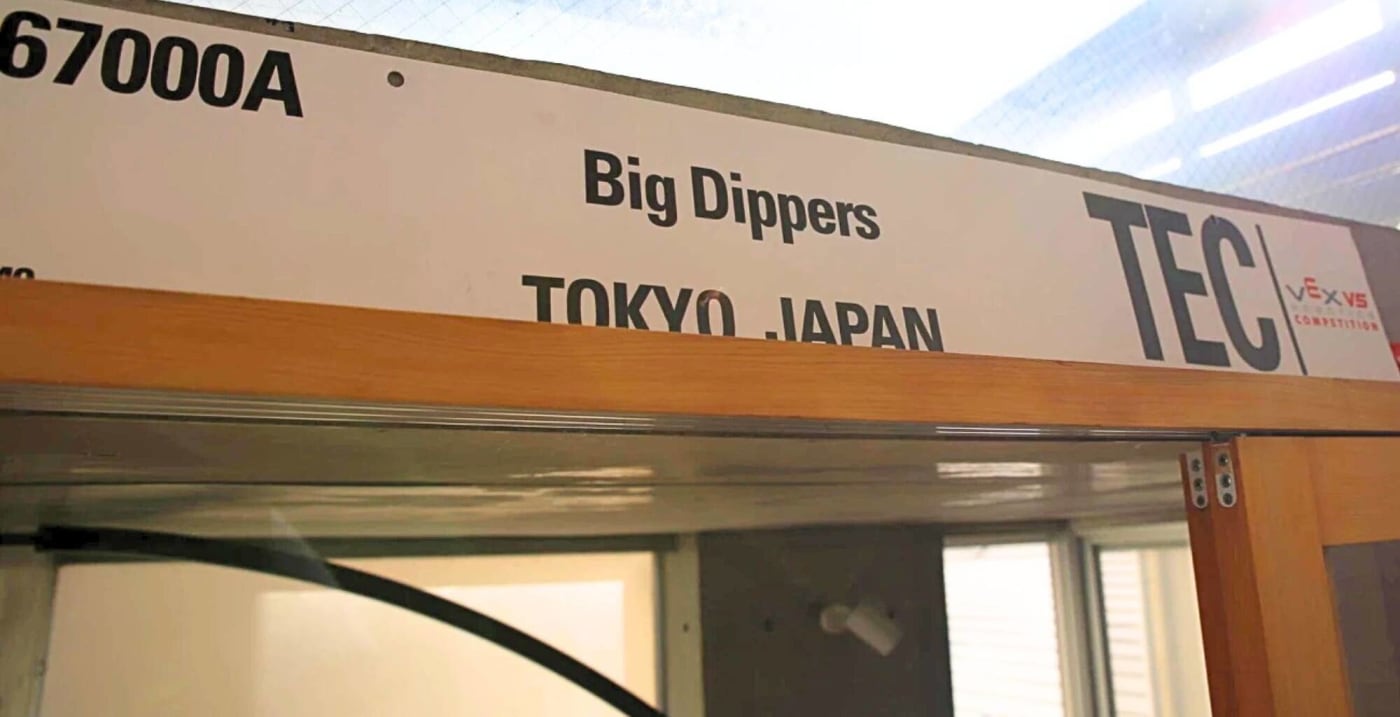 67000A
Big Dippers
TOKYO, JAPAN
TEC
VEX V5
COMPETITION